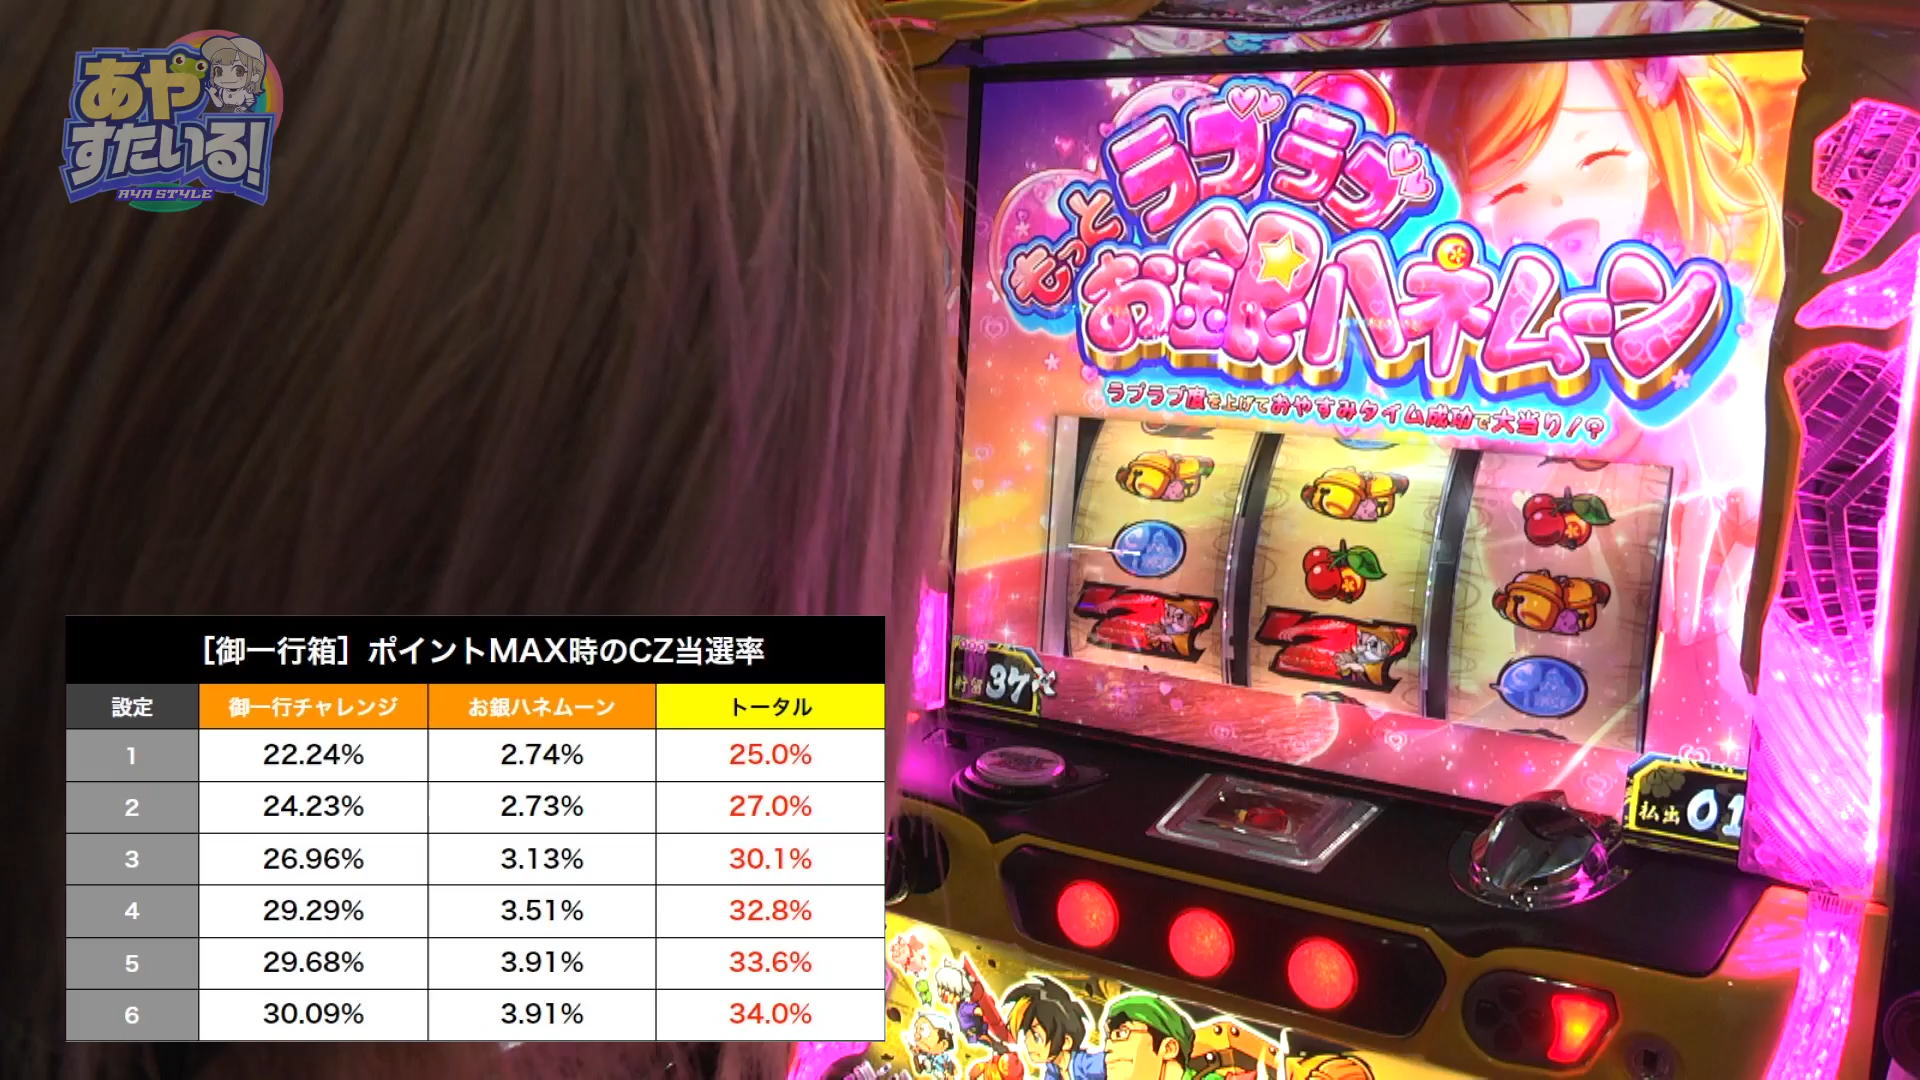 あや
すたいる!
AYA STYLE
ラブラブ
もっと
お銀ハネムーン
ラブラブ度を上げておやすみタイム成功で大当り!?
貯留 37
払出 01
[御一行箱] ポイントMAX時のCZ当選率
設定 御一行チャレンジ お銀ハネムーン トータル
1 22.24% 2.74% 25.0%
2 24.23% 2.73% 27.0%
3 26.96% 3.13% 30.1%
4 29.29% 3.51% 32.8%
5 29.68% 3.91% 33.6%
6 30.09% 3.91% 34.0%